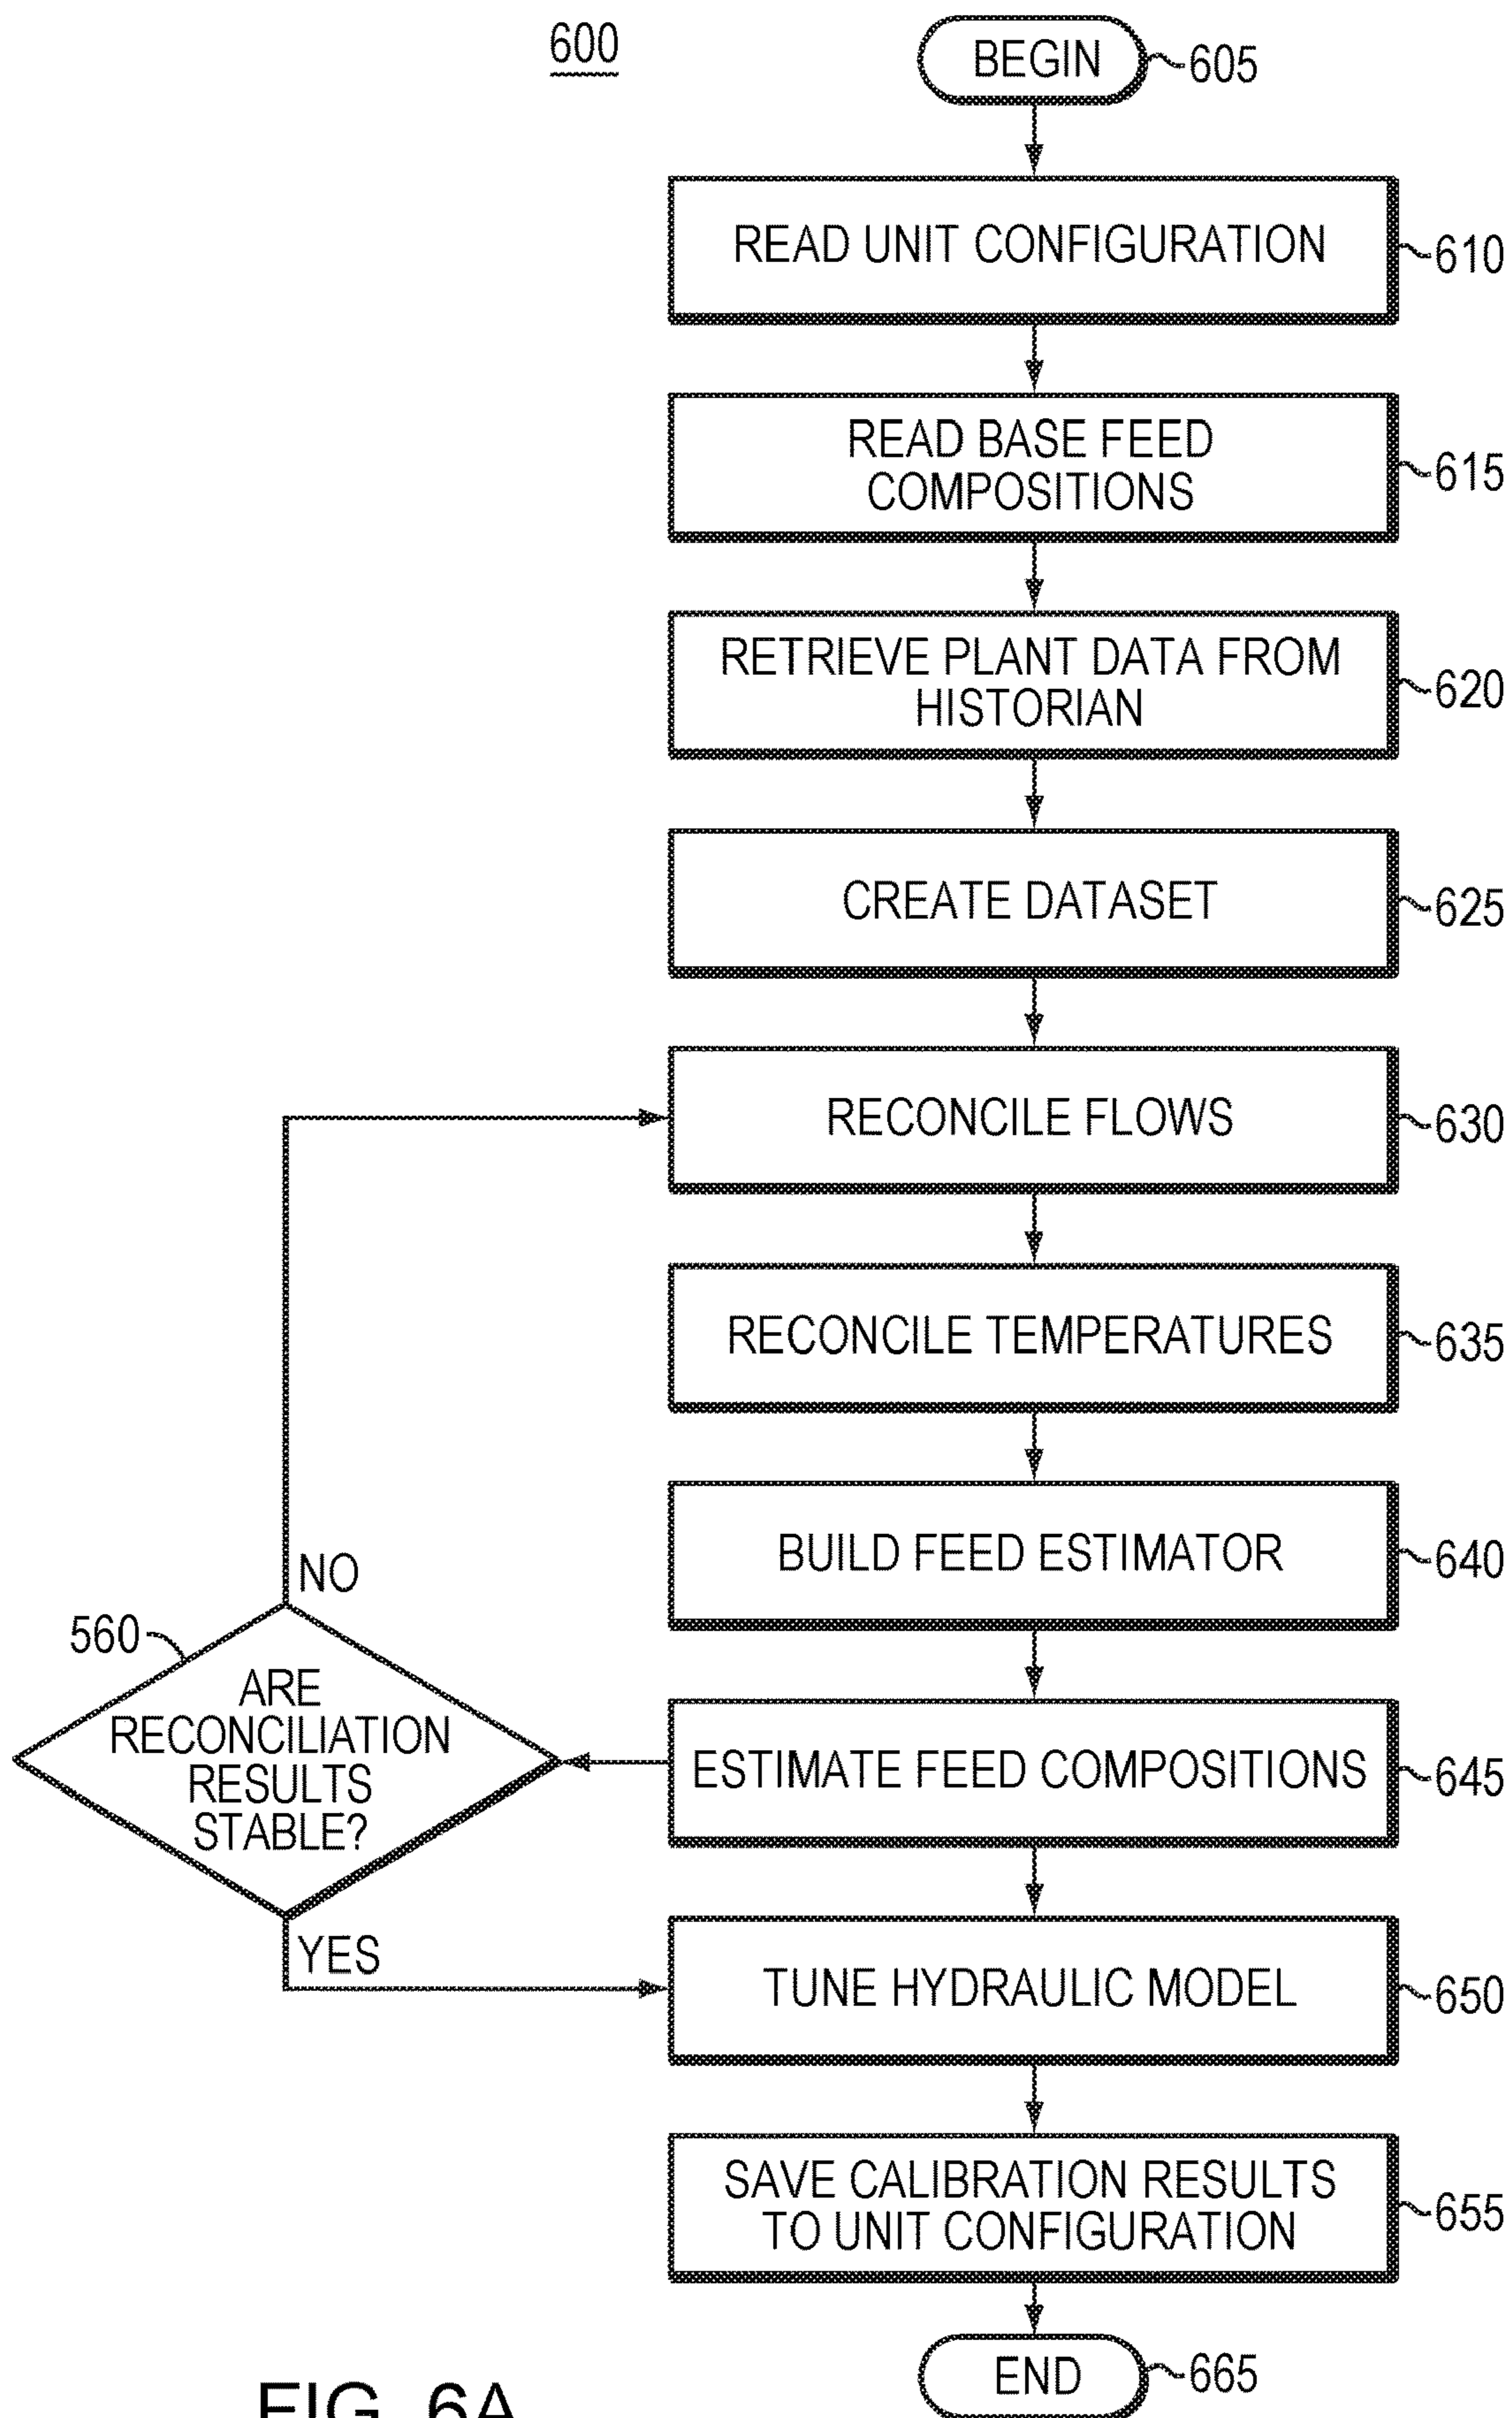 600
BEGIN
605
READ UNIT CONFIGURATION
610
READ BASE FEED
COMPOSITIONS
615
RETRIEVE PLANT DATA FROM
HISTORIAN
620
CREATE DATASET
625
RECONCILE FLOWS
630
RECONCILE TEMPERATURES
635
BUILD FEED ESTIMATOR
640
NO
560
ARE
RECONCILIATION
RESULTS
STABLE?
ESTIMATE FEED COMPOSITIONS
645
YES
TUNE HYDRAULIC MODEL
650
SAVE CALIBRATION RESULTS
TO UNIT CONFIGURATION
655
END
665
FIG. 6A